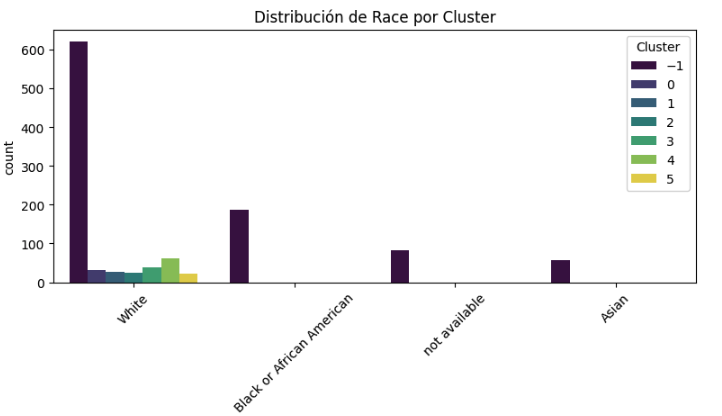 Distribución de Race por Cluster
Cluster
−1
0
1
2
3
4
5
count
600
500
400
300
200
100
0
White
Black or African American
not available
Asian